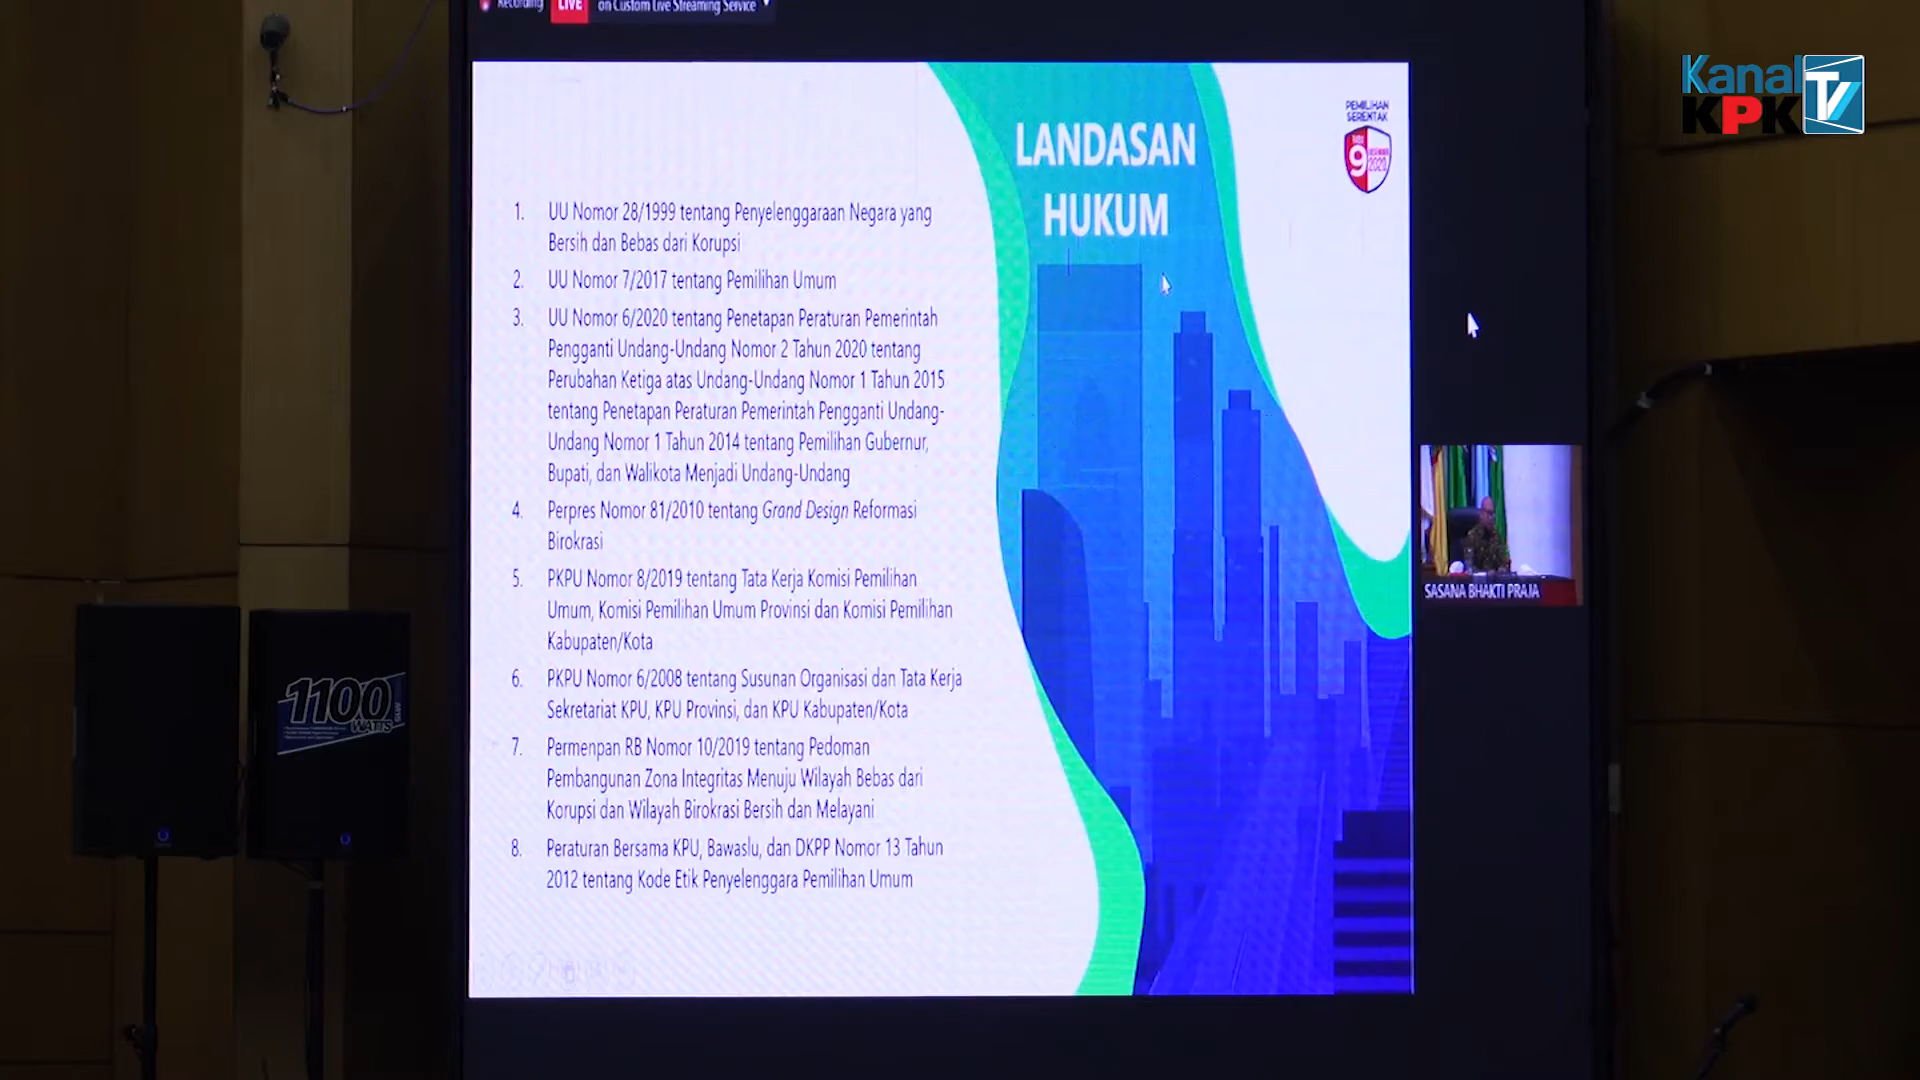 Recording
LIVE
on Custom Live Streaming Service
Kanal
KPK
TV
PEMILIHAN
SERENTAK
9
2020
LANDASAN
HUKUM
1. UU Nomor 28/1999 tentang Penyelenggaraan Negara yang
Bersih dan Bebas dari Korupsi
2. UU Nomor 7/2017 tentang Pemilihan Umum
3. UU Nomor 6/2020 tentang Penetapan Peraturan Pemerintah
Pengganti Undang-Undang Nomor 2 Tahun 2020 tentang
Perubahan Ketiga atas Undang-Undang Nomor 1 Tahun 2015
tentang Penetapan Peraturan Pemerintah Pengganti Undang-
Undang Nomor 1 Tahun 2014 tentang Pemilihan Gubernur,
Bupati, dan Walikota Menjadi Undang-Undang
4. Perpres Nomor 81/2010 tentang Grand Design Reformasi
Birokrasi
5. PKPU Nomor 8/2019 tentang Tata Kerja Komisi Pemilihan
Umum, Komisi Pemilihan Umum Provinsi dan Komisi Pemilihan
Kabupaten/Kota
6. PKPU Nomor 6/2008 tentang Susunan Organisasi dan Tata Kerja
Sekretariat KPU, KPU Provinsi, dan KPU Kabupaten/Kota
7. Permenpan RB Nomor 10/2019 tentang Pedoman
Pembangunan Zona Integritas Menuju Wilayah Bebas dari
Korupsi dan Wilayah Birokrasi Bersih dan Melayani
8. Peraturan Bersama KPU, Bawaslu, dan DKPP Nomor 13 Tahun
2012 tentang Kode Etik Penyelenggara Pemilihan Umum
SASANA BHAKTI PRAJA
1100
WATTS